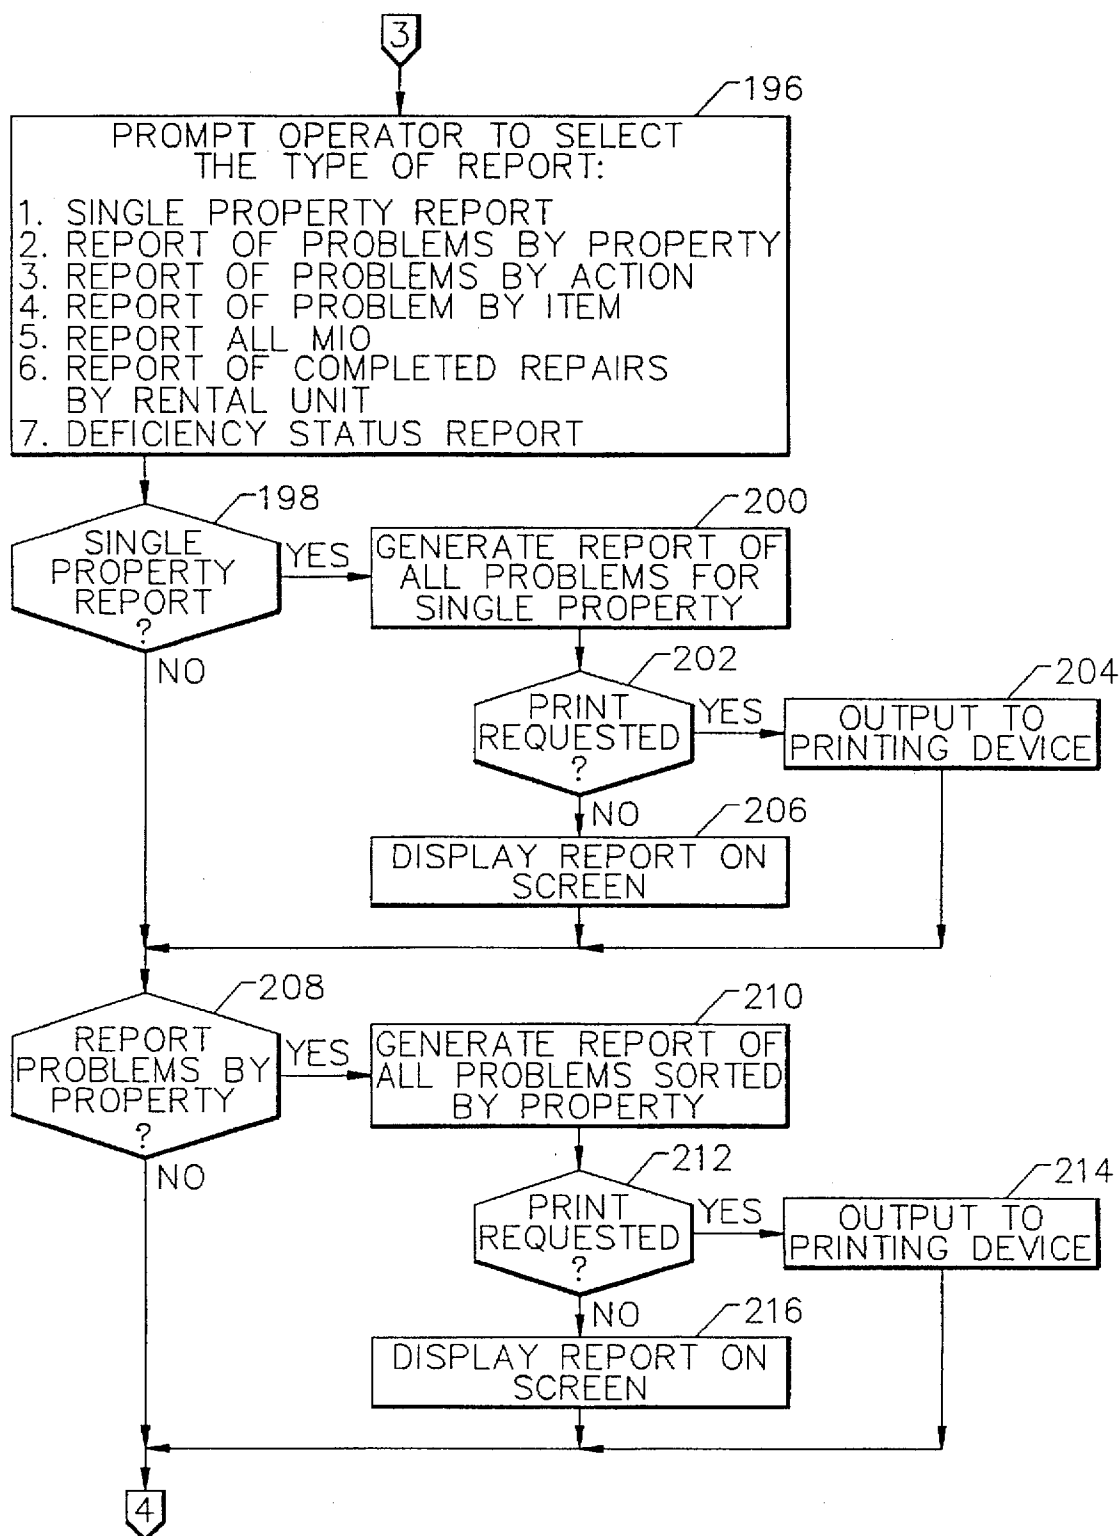 3
196
PROMPT OPERATOR TO SELECT
THE TYPE OF REPORT:
1. SINGLE PROPERTY REPORT
2. REPORT OF PROBLEMS BY PROPERTY
3. REPORT OF PROBLEMS BY ACTION
4. REPORT OF PROBLEM BY ITEM
5. REPORT ALL MIO
6. REPORT OF COMPLETED REPAIRS
BY RENTAL UNIT
7. DEFICIENCY STATUS REPORT
198
SINGLE
PROPERTY
REPORT
?
YES
NO
200
GENERATE REPORT OF
ALL PROBLEMS FOR
SINGLE PROPERTY
202
PRINT
REQUESTED
?
YES
NO
204
OUTPUT TO
PRINTING DEVICE
206
DISPLAY REPORT ON
SCREEN
208
REPORT
PROBLEMS BY
PROPERTY
?
YES
NO
210
GENERATE REPORT OF
ALL PROBLEMS SORTED
BY PROPERTY
212
PRINT
REQUESTED
?
YES
NO
214
OUTPUT TO
PRINTING DEVICE
216
DISPLAY REPORT ON
SCREEN
4